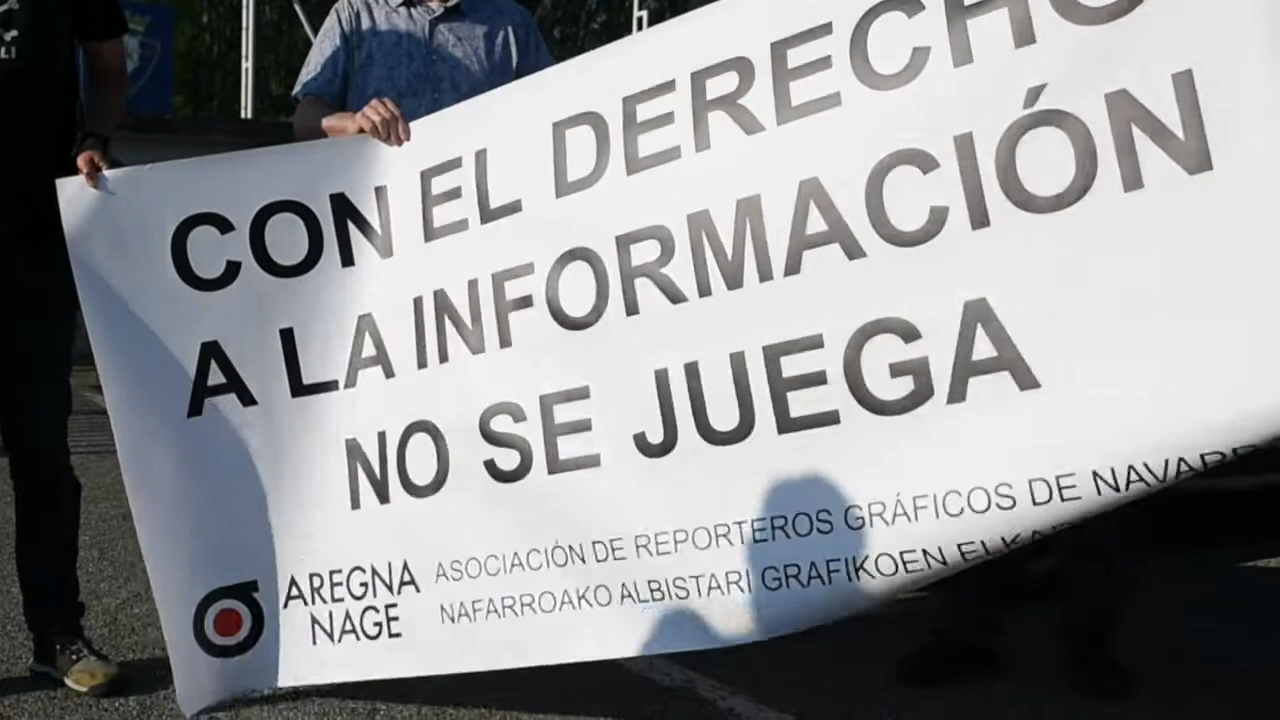 CON EL DERECHO
A LA INFORMACIÓN
NO SE JUEGA
AREGNA
NAGE
ASOCIACIÓN DE REPORTEROS GRÁFICOS DE
NAFARROAKO ALBISTARI GRAFIKOEN